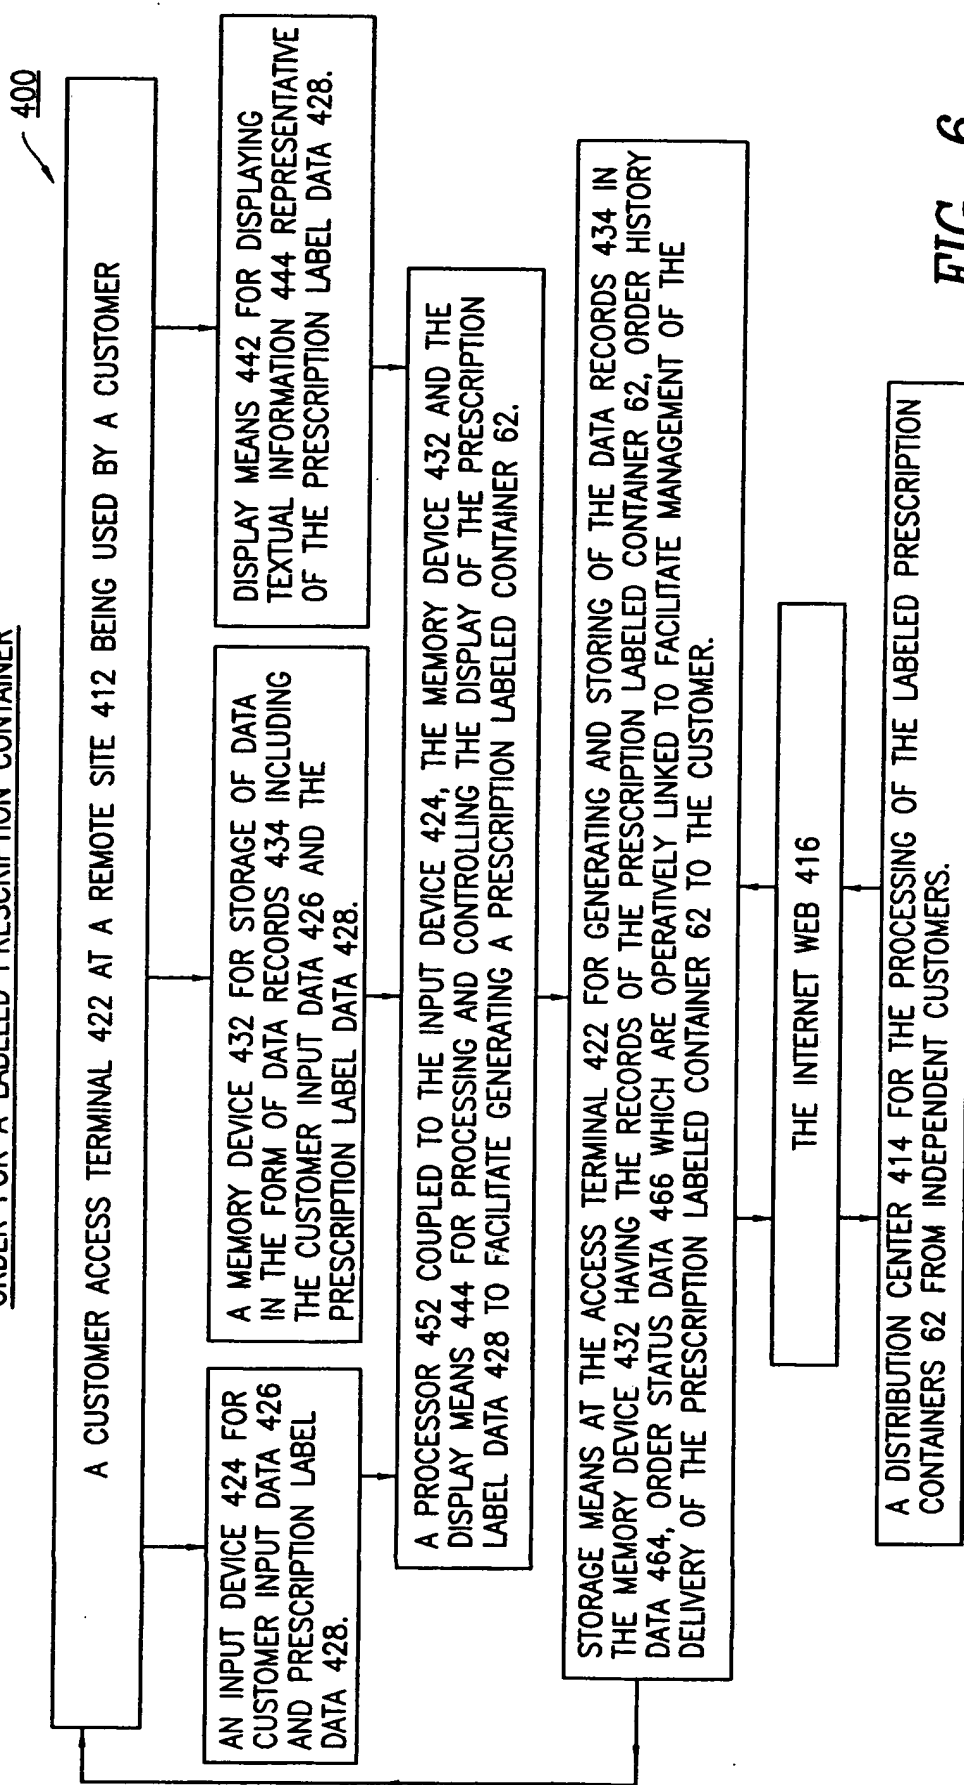 ORDER FOR A LABELED PRESCRIPTION CONTAINER
400
A CUSTOMER ACCESS TERMINAL 422 AT A REMOTE SITE 412 BEING USED BY A CUSTOMER
AN INPUT DEVICE 424 FOR
CUSTOMER INPUT DATA 426
AND PRESCRIPTION LABEL
DATA 428.
A MEMORY DEVICE 432 FOR STORAGE OF DATA
IN THE FORM OF DATA RECORDS 434 INCLUDING
THE CUSTOMER INPUT DATA 426 AND THE
PRESCRIPTION LABEL DATA 428.
DISPLAY MEANS 442 FOR DISPLAYING
TEXTUAL INFORMATION 444 REPRESENTATIVE
OF THE PRESCRIPTION LABEL DATA 428.
A PROCESSOR 452 COUPLED TO THE INPUT DEVICE 424, THE MEMORY DEVICE 432 AND THE
DISPLAY MEANS 444 FOR PROCESSING AND CONTROLLING THE DISPLAY OF THE PRESCRIPTION
LABEL DATA 428 TO FACILITATE GENERATING A PRESCRIPTION LABELED CONTAINER 62.
STORAGE MEANS AT THE ACCESS TERMINAL 422 FOR GENERATING AND STORING OF THE DATA RECORDS 434 IN
THE MEMORY DEVICE 432 HAVING THE RECORDS OF THE PRESCRIPTION LABELED CONTAINER 62, ORDER HISTORY
DATA 464, ORDER STATUS DATA 466 WHICH ARE OPERATIVELY LINKED TO FACILITATE MANAGEMENT OF THE
DELIVERY OF THE PRESCRIPTION LABELED CONTAINER 62 TO THE CUSTOMER.
THE INTERNET WEB 416
A DISTRIBUTION CENTER 414 FOR THE PROCESSING OF THE LABELED PRESCRIPTION
CONTAINERS 62 FROM INDEPENDENT CUSTOMERS.
FIG. 6